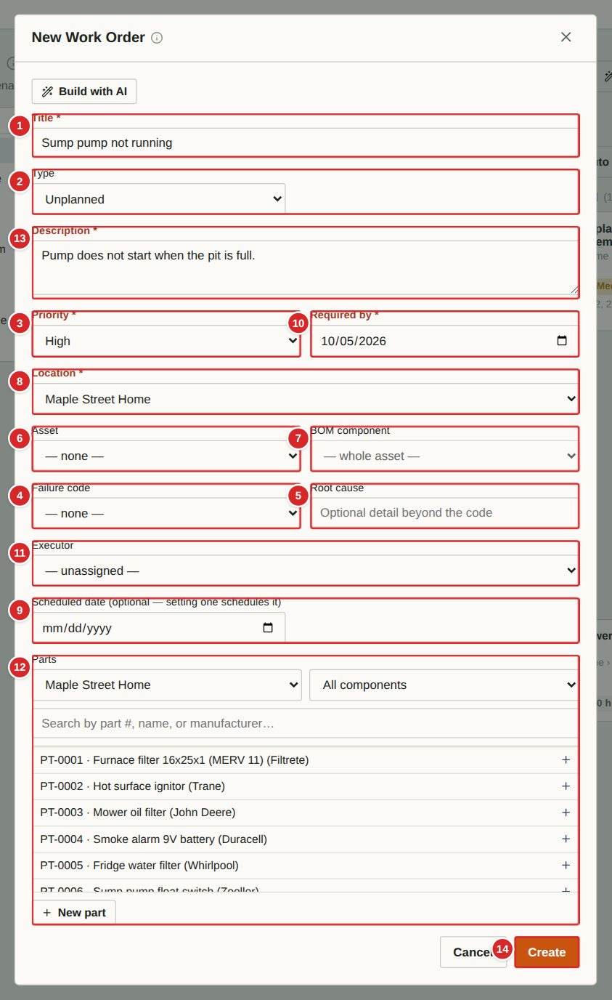 New Work Order
Build with AI
1 Title *
Sump pump not running
2 Type
Unplanned
13 Description *
Pump does not start when the pit is full.
3 Priority * 10 Required by *
High 10/05/2026
8 Location *
Maple Street Home
6 Asset 7 BOM component
— none — — whole asset —
4 Failure code 5 Root cause
— none — Optional detail beyond the code
11 Executor
— unassigned —
9 Scheduled date (optional — setting one schedules it)
mm/dd/yyyy
12 Parts
Maple Street Home All components
Search by part #, name, or manufacturer…
PT-0001 · Furnace filter 16x25x1 (MERV 11) (Filtrete) +
PT-0002 · Hot surface ignitor (Trane) +
PT-0003 · Mower oil filter (John Deere) +
PT-0004 · Smoke alarm 9V battery (Duracell) +
PT-0005 · Fridge water filter (Whirlpool) +
PT-0006 · Sump pump float switch (Zoeller) +
+ New part
Cancel 14 Create